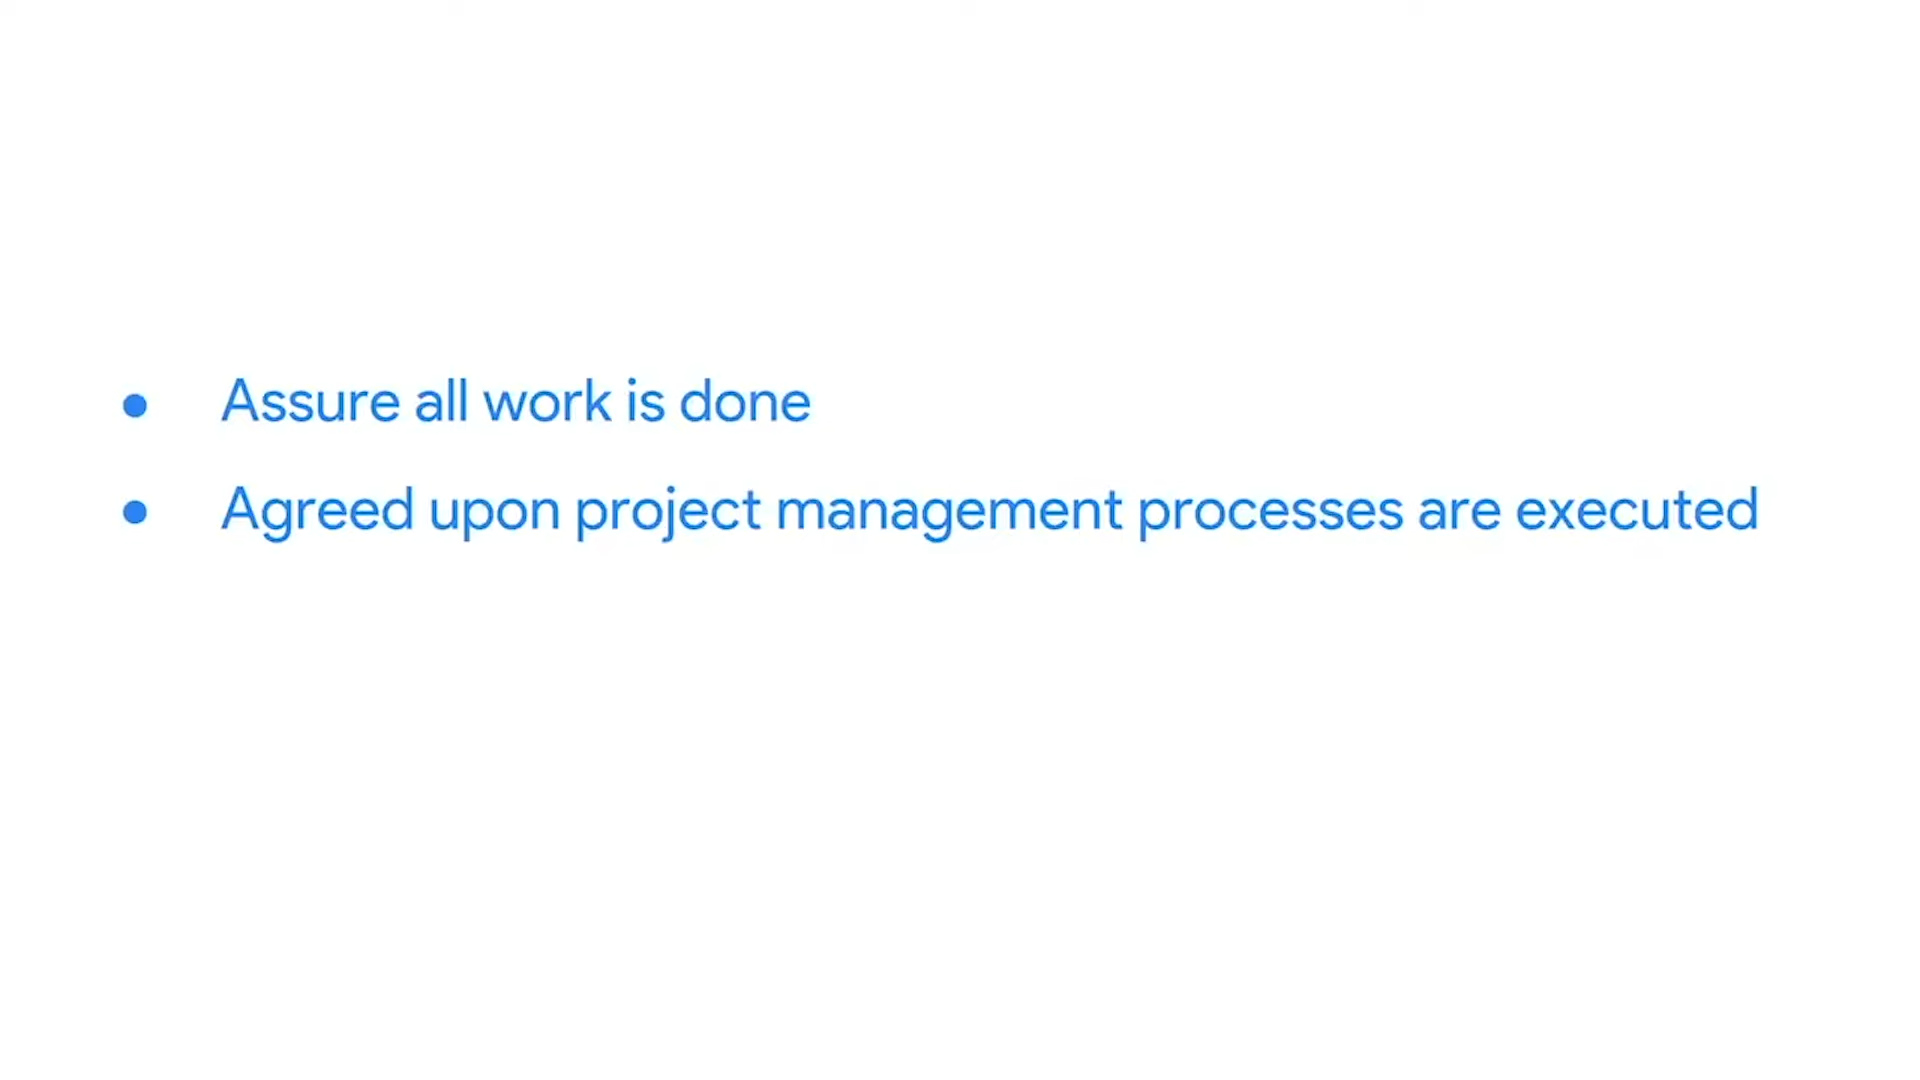 ● Assure all work is done
● Agreed upon project management processes are executed